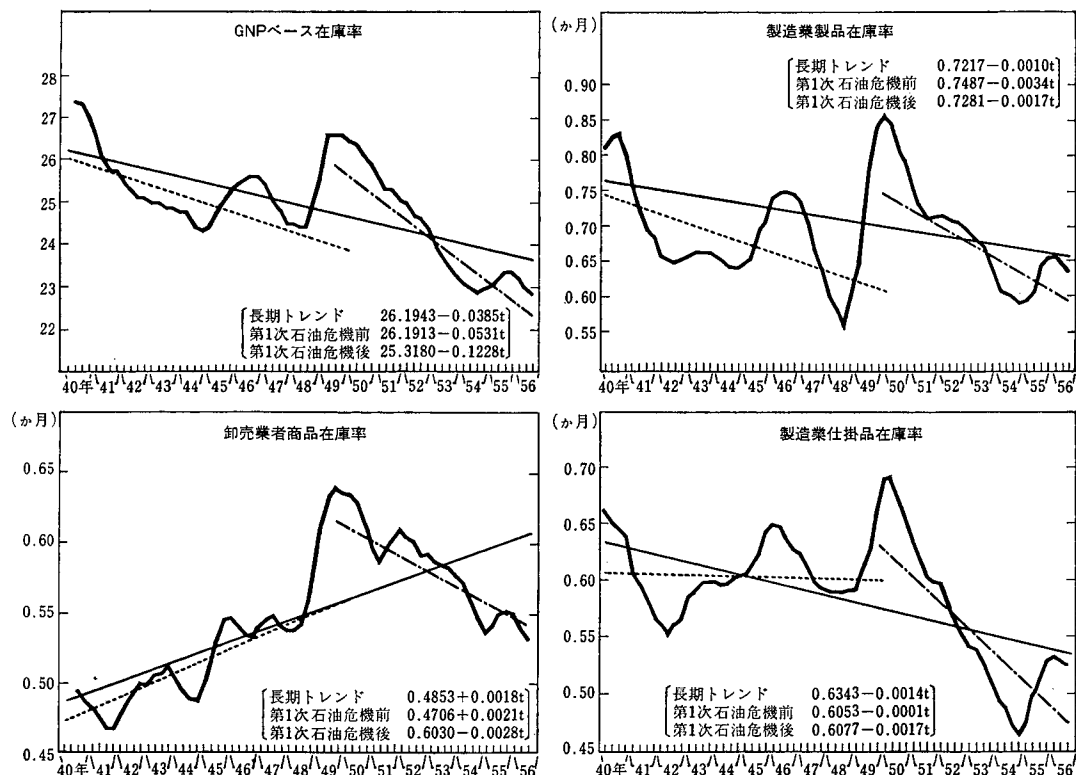 GNPベース在庫率
28
27
26
25
24
23
22
長期トレンド 26.1943−0.0385t
第1次石油危機前 26.1913−0.0531t
第1次石油危機後 25.3180−0.1228t
40年 41 42 43 44 45 46 47 48 49 50 51 52 53 54 55 56
(か月)
製造業製品在庫率
長期トレンド 0.7217−0.0010t
第1次石油危機前 0.7487−0.0034t
第1次石油危機後 0.7281−0.0017t
0.90
0.85
0.80
0.75
0.70
0.65
0.60
0.55
40年 41 42 43 44 45 46 47 48 49 50 51 52 53 54 55 56
(か月)
卸売業者商品在庫率
0.65
0.60
0.55
0.50
0.45
長期トレンド 0.4853+0.0018t
第1次石油危機前 0.4706+0.0021t
第1次石油危機後 0.6030−0.0028t
40年 41 42 43 44 45 46 47 48 49 50 51 52 53 54 55 56
(か月)
製造業仕掛品在庫率
0.70
0.65
0.60
0.55
0.50
0.45
長期トレンド 0.6343−0.0014t
第1次石油危機前 0.6053−0.0001t
第1次石油危機後 0.6077−0.0017t
40年 41 42 43 44 45 46 47 48 49 50 51 52 53 54 55 56